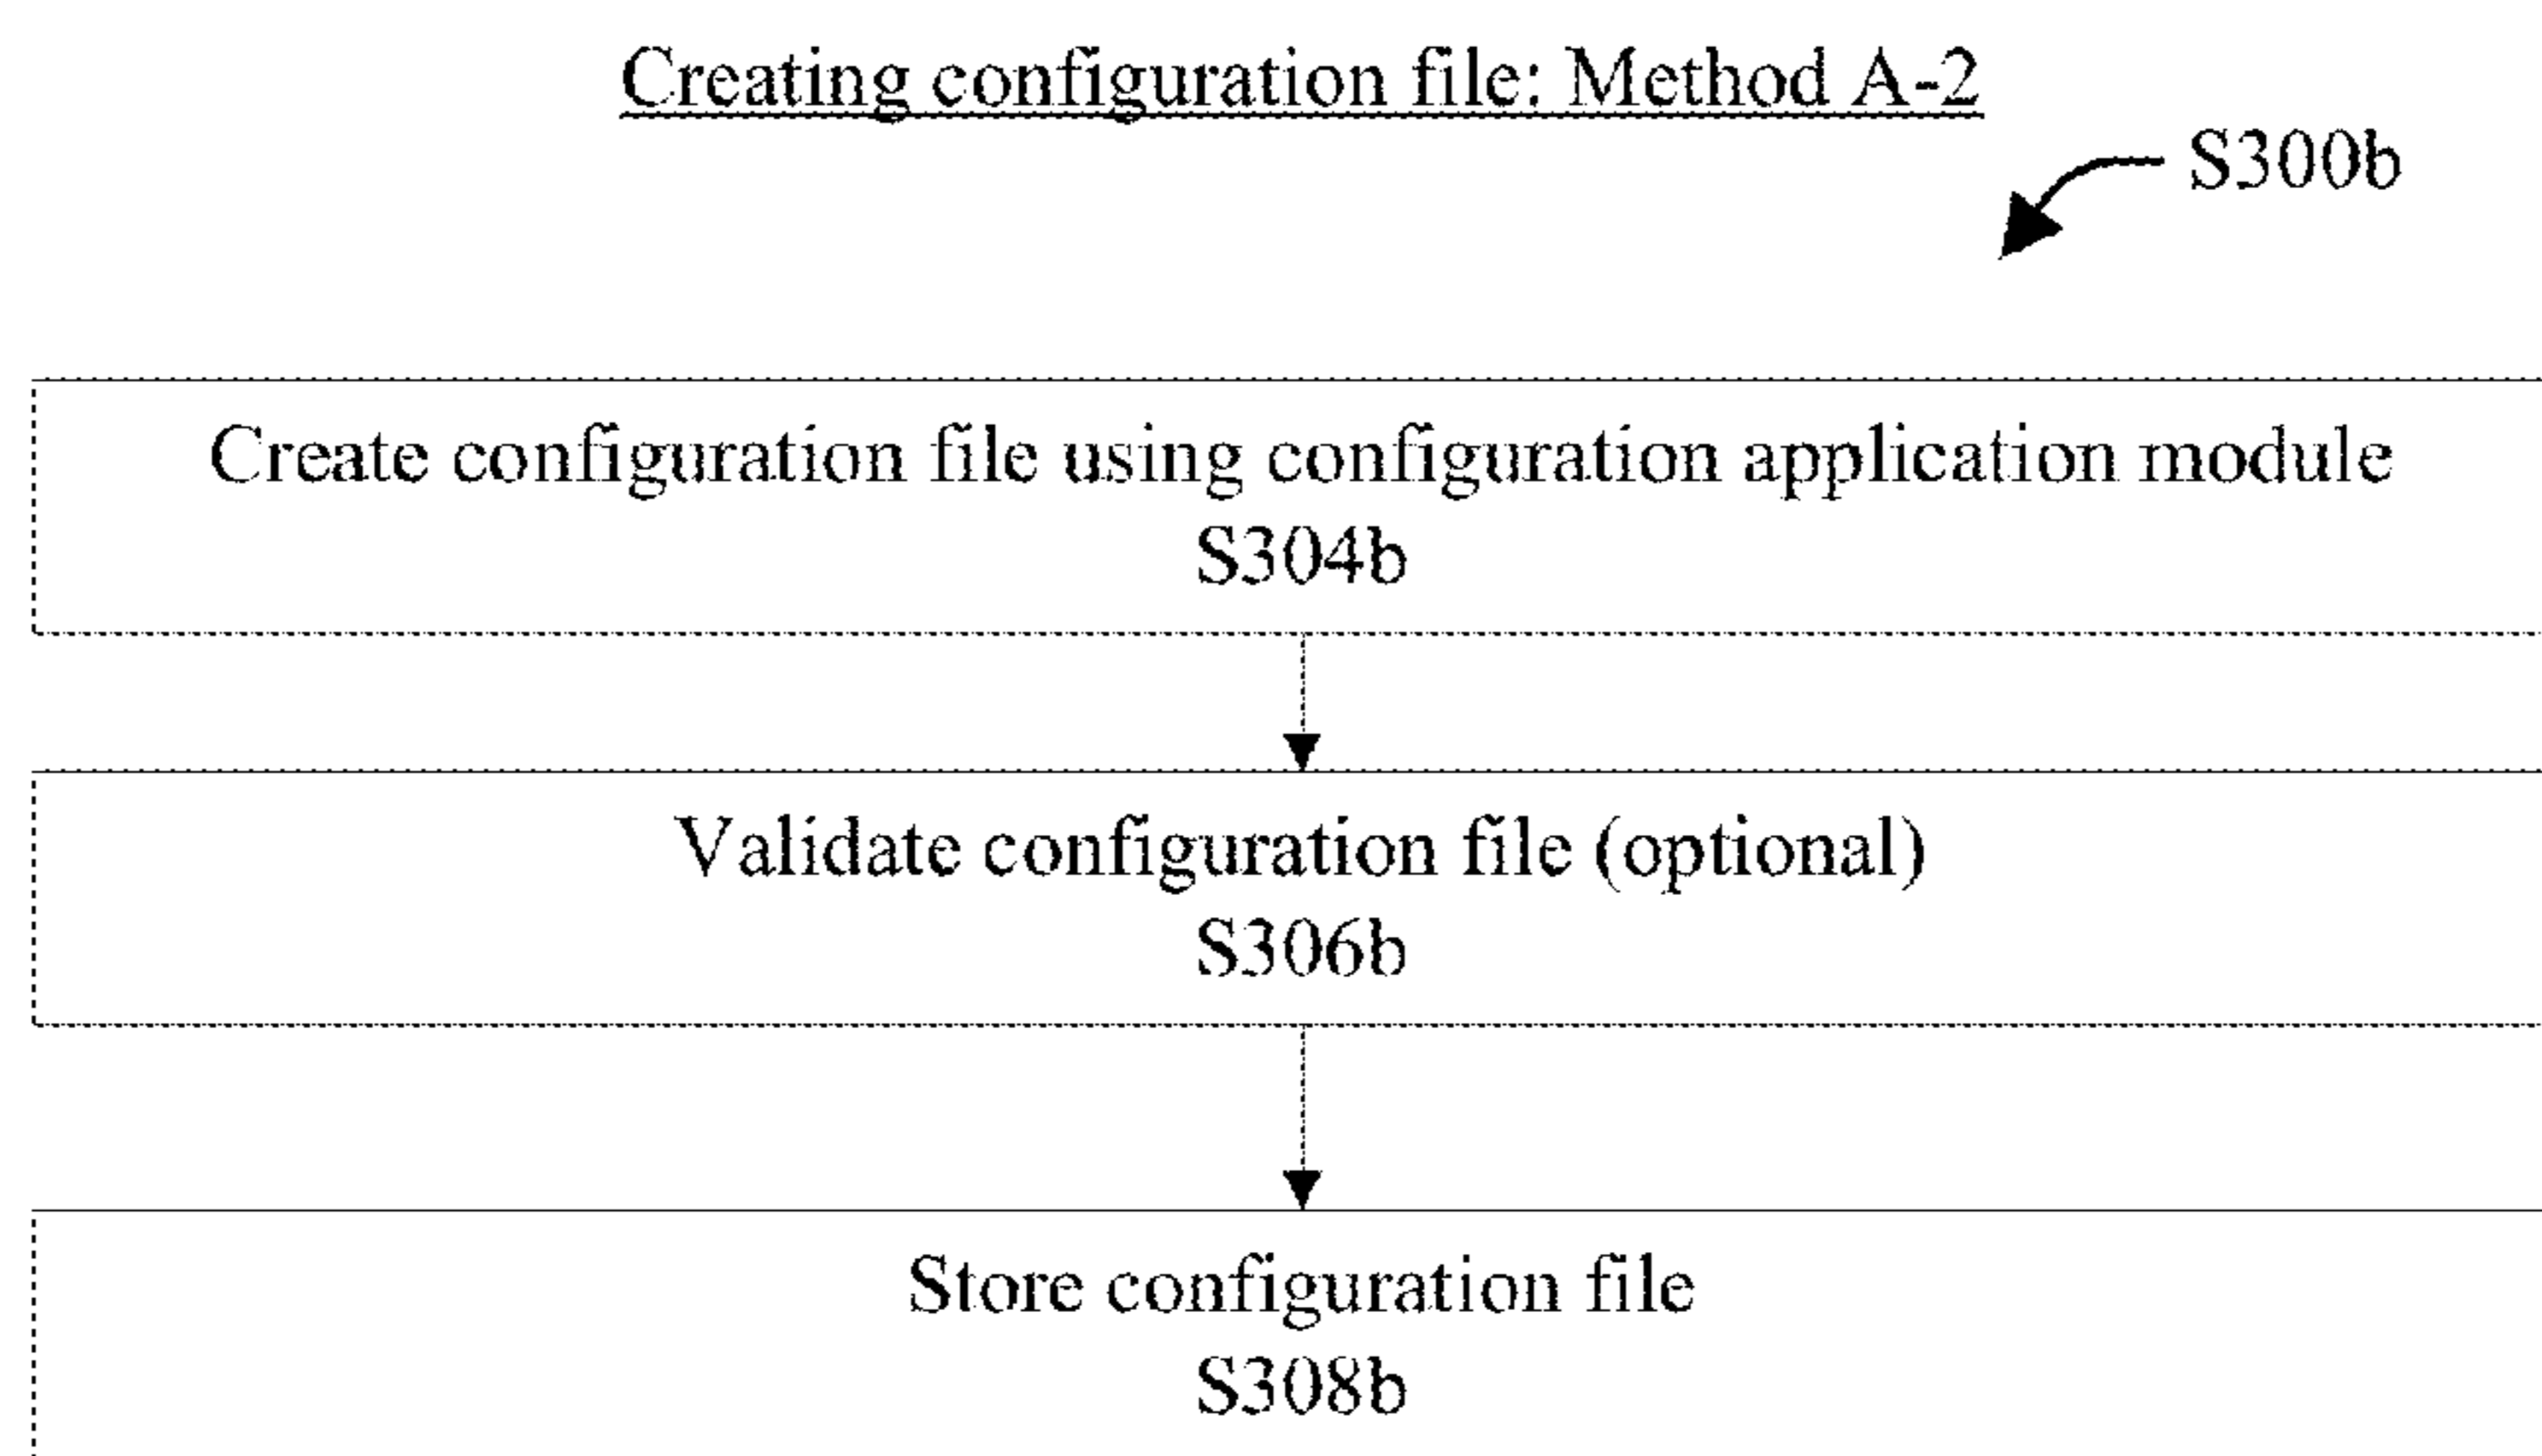 Creating configuration file: Method A-2
S300b
Create configuration file using configuration application module
S304b
Validate configuration file (optional)
S306b
Store configuration file
S308b